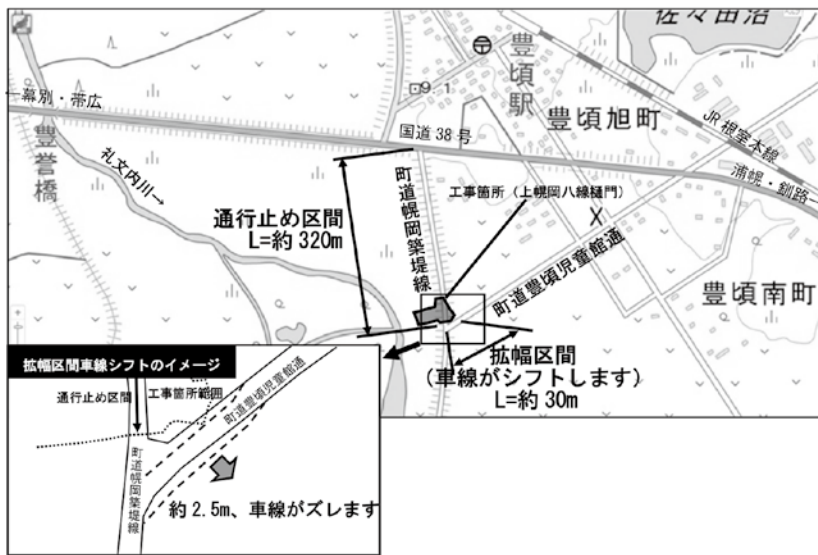 佐々田沼
豊頃駅
9.1
←幕別・帯広
豊頃旭町
JR根室本線
国道38号
豊誉橋
浦幌・釧路→
礼文内川→
町道幌岡築堤線
工事箇所（上幌岡八線樋門）
通行止め区間
L=約320m
町道豊頃児童館通
豊頃南町
拡幅区間
（車線がシフトします）
L=約30m
拡幅区間車線シフトのイメージ
通行止め区間
工事箇所範囲
町道豊頃児童館通
町道幌岡築堤線
約2.5m、車線がズレます